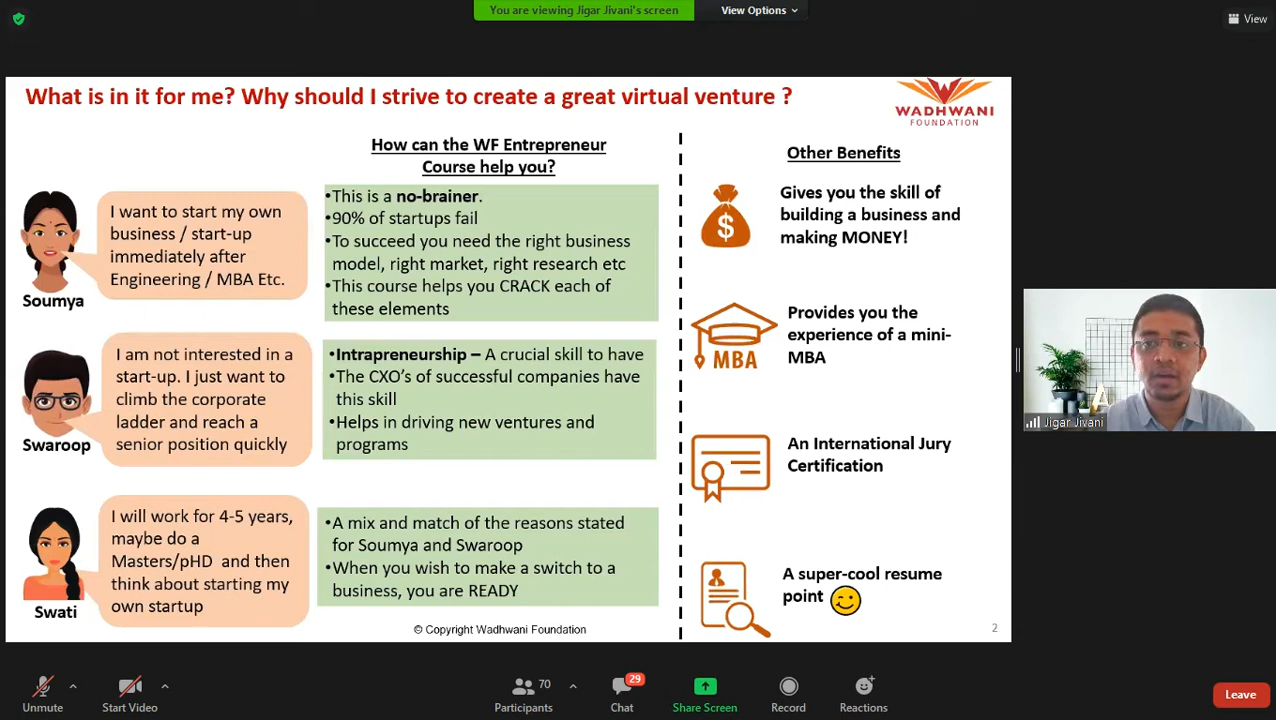 You are viewing Jigar Jivani's screen
View Options
View
What is in it for me? Why should I strive to create a great virtual venture ?
WADHWANI
FOUNDATION
How can the WF Entrepreneur
Course help you?
Other Benefits
I want to start my own
business / start-up
immediately after
Engineering / MBA Etc.
Soumya
•This is a no-brainer.
•90% of startups fail
•To succeed you need the right business
model, right market, right research etc
•This course helps you CRACK each of
these elements
$
Gives you the skill of
building a business and
making MONEY!
I am not interested in a
start-up. I just want to
climb the corporate
ladder and reach a
senior position quickly
Swaroop
•Intrapreneurship – A crucial skill to have
•The CXO's of successful companies have
this skill
•Helps in driving new ventures and
programs
MBA
Provides you the
experience of a mini-
MBA
Jigar Jivani
An International Jury
Certification
I will work for 4-5 years,
maybe do a
Masters/pHD and then
think about starting my
own startup
Swati
•A mix and match of the reasons stated
for Soumya and Swaroop
•When you wish to make a switch to a
business, you are READY
A super-cool resume
point
© Copyright Wadhwani Foundation
2
Unmute
Start Video
70
Participants
29
Chat
Share Screen
Record
Reactions
Leave